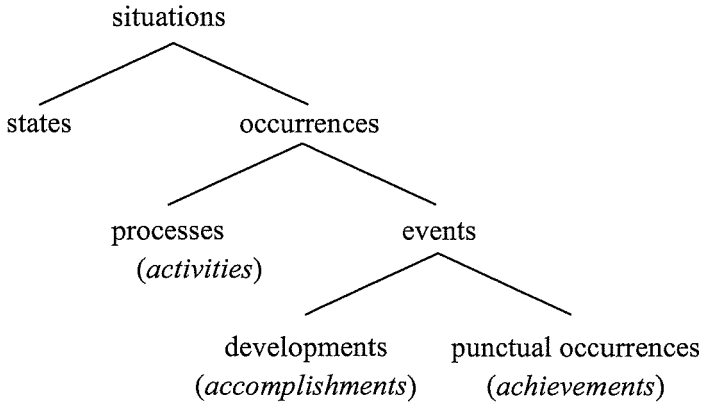 situations
states occurrences
processes events
(activities)
developments punctual occurrences
(accomplishments) (achievements)